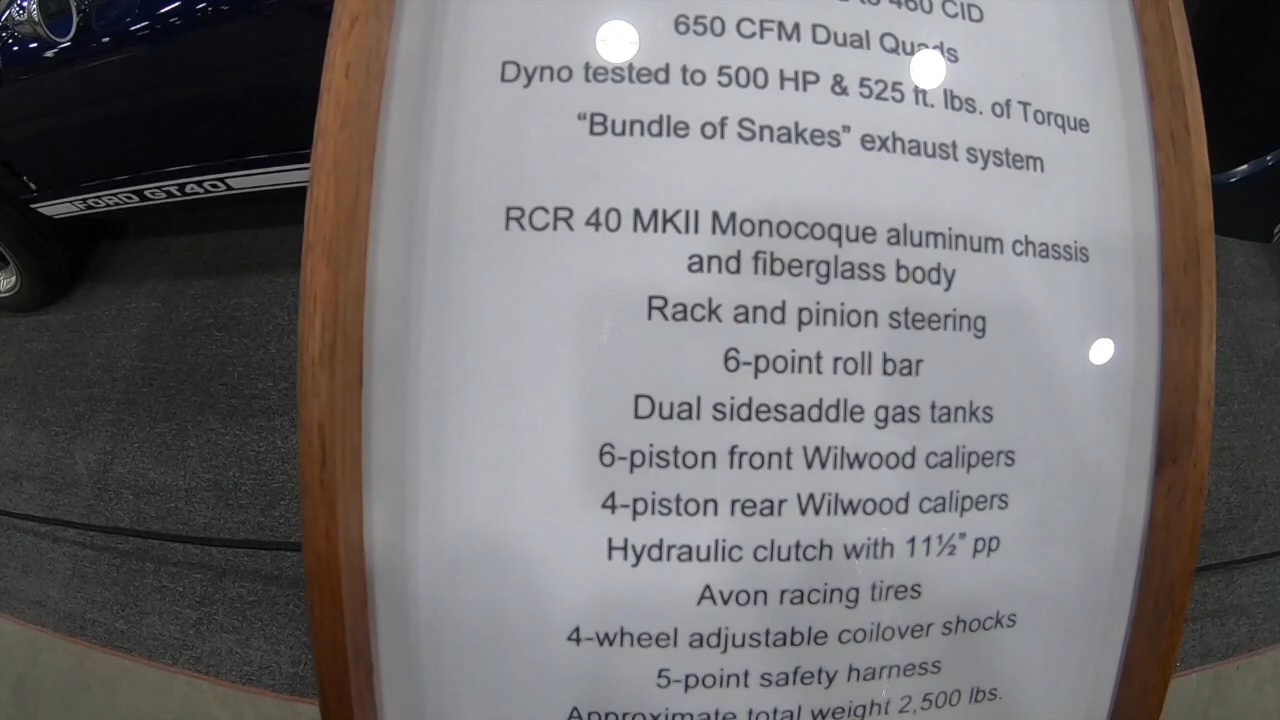 to 460 CID
650 CFM Dual Quads
Dyno tested to 500 HP & 525 ft. lbs. of Torque
“Bundle of Snakes” exhaust system
FORD GT40
RCR 40 MKII Monocoque aluminum chassis
and fiberglass body
Rack and pinion steering
6-point roll bar
Dual sidesaddle gas tanks
6-piston front Wilwood calipers
4-piston rear Wilwood calipers
Hydraulic clutch with 11½” pp
Avon racing tires
4-wheel adjustable coilover shocks
5-point safety harness
Approximate total weight 2,500 lbs.